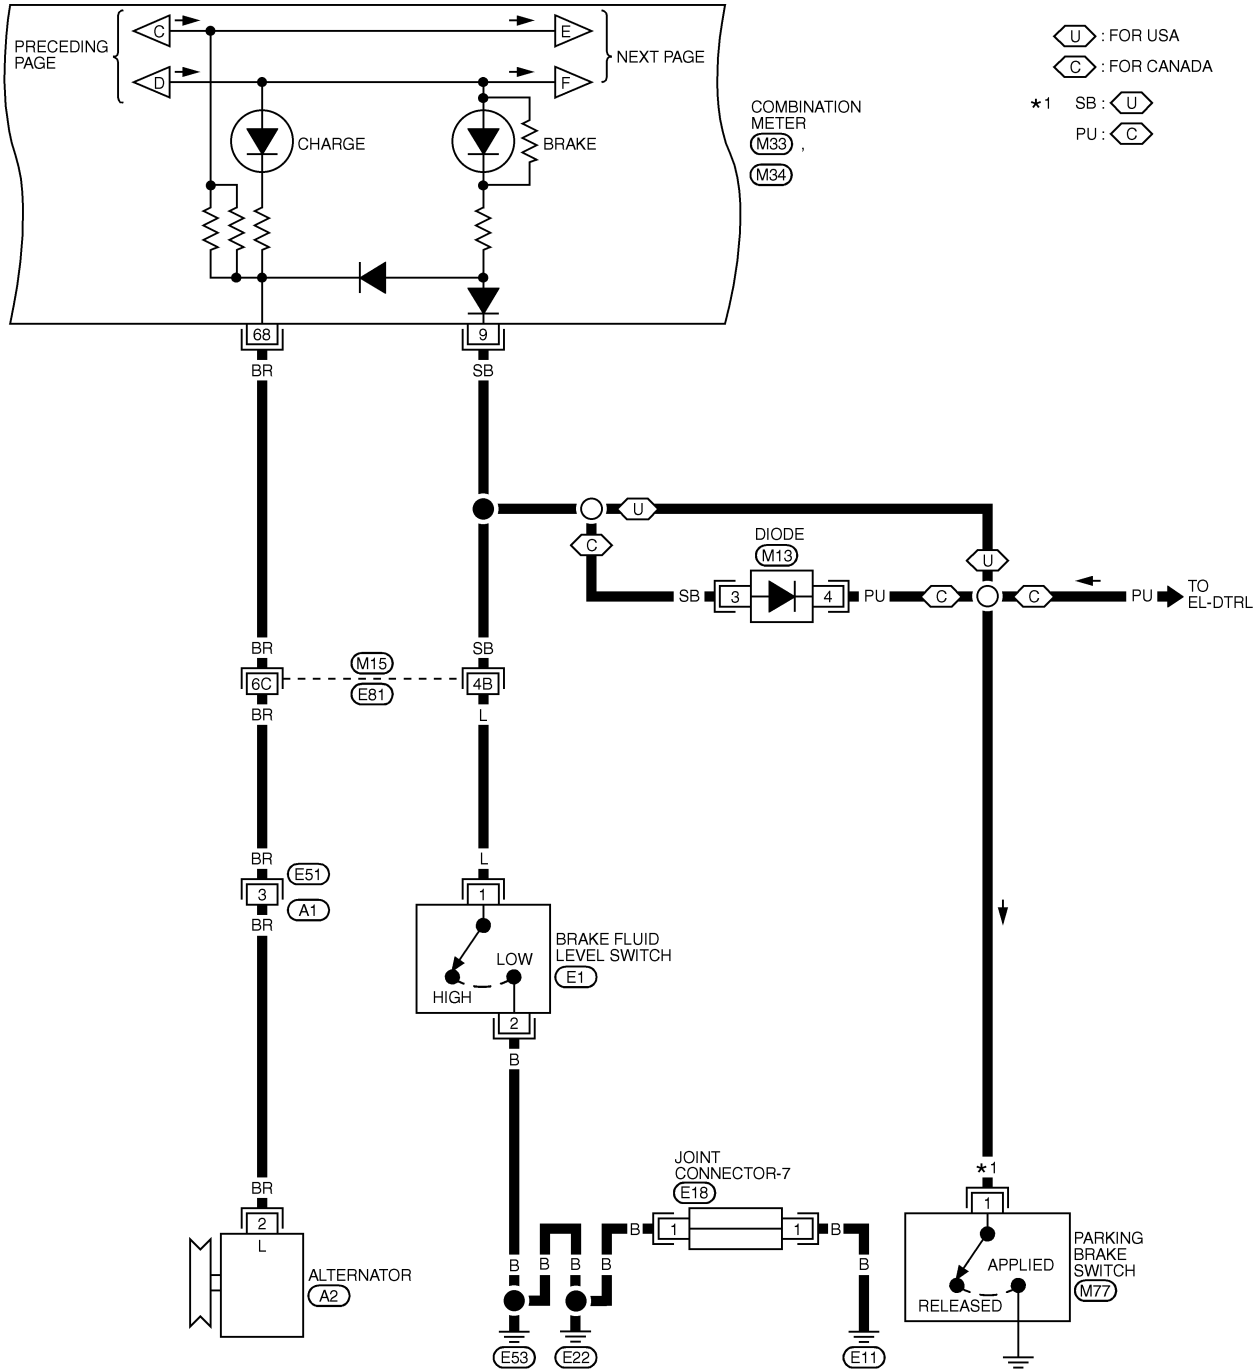 C
E
PRECEDING
PAGE
NEXT PAGE
D
F
U : FOR USA
C : FOR CANADA
*1 SB : U
PU : C
COMBINATION
METER
M33 ,
M34
CHARGE
BRAKE
68
9
BR
SB
U
C
DIODE
M13
U
SB
3
4
PU
C
C
PU
TO
EL-DTRL
BR
SB
M15
6C
4B
E81
BR
L
BR
L
E51
3
1
A1
BR
BRAKE FLUID
LEVEL SWITCH
E1
LOW
HIGH
2
B
JOINT
CONNECTOR-7
E18
*1
BR
1
2
B
1
1
B
L
PARKING
BRAKE
SWITCH
M77
ALTERNATOR
A2
B
B
B
B
B
APPLIED
RELEASED
E53
E22
E11